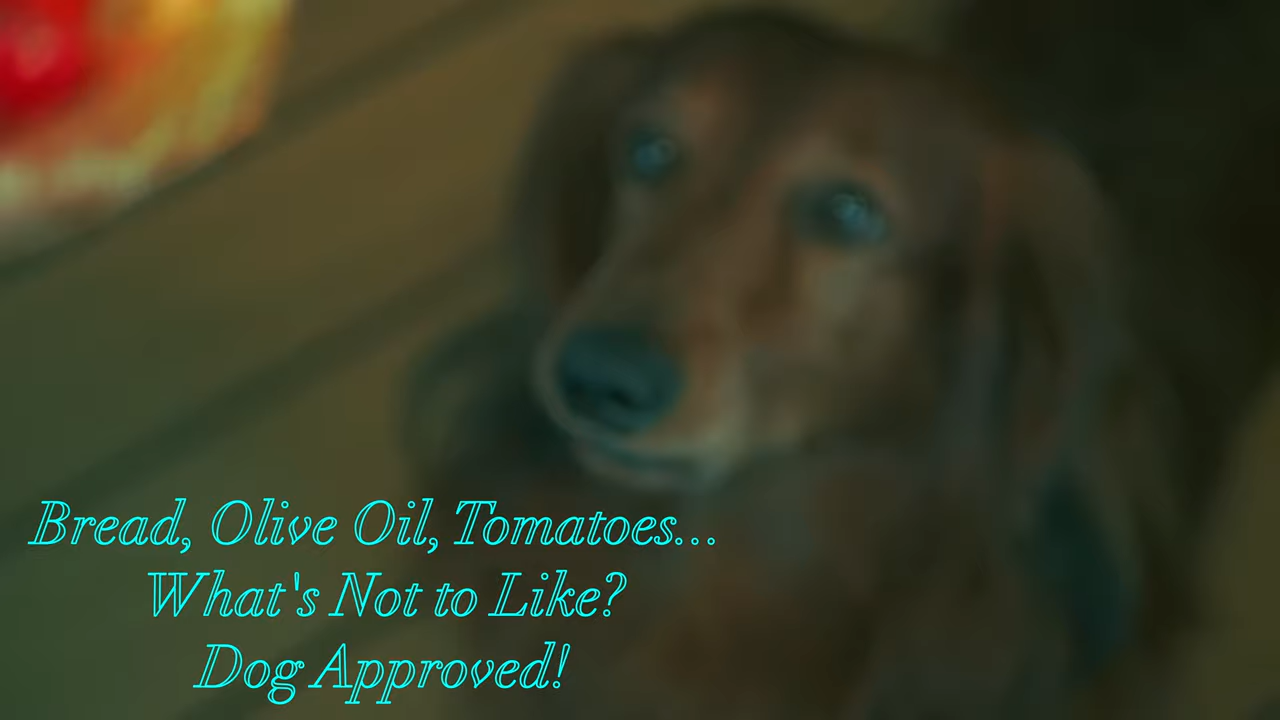 Bread, Olive Oil, Tomatoes...
What's Not to Like?
Dog Approved!